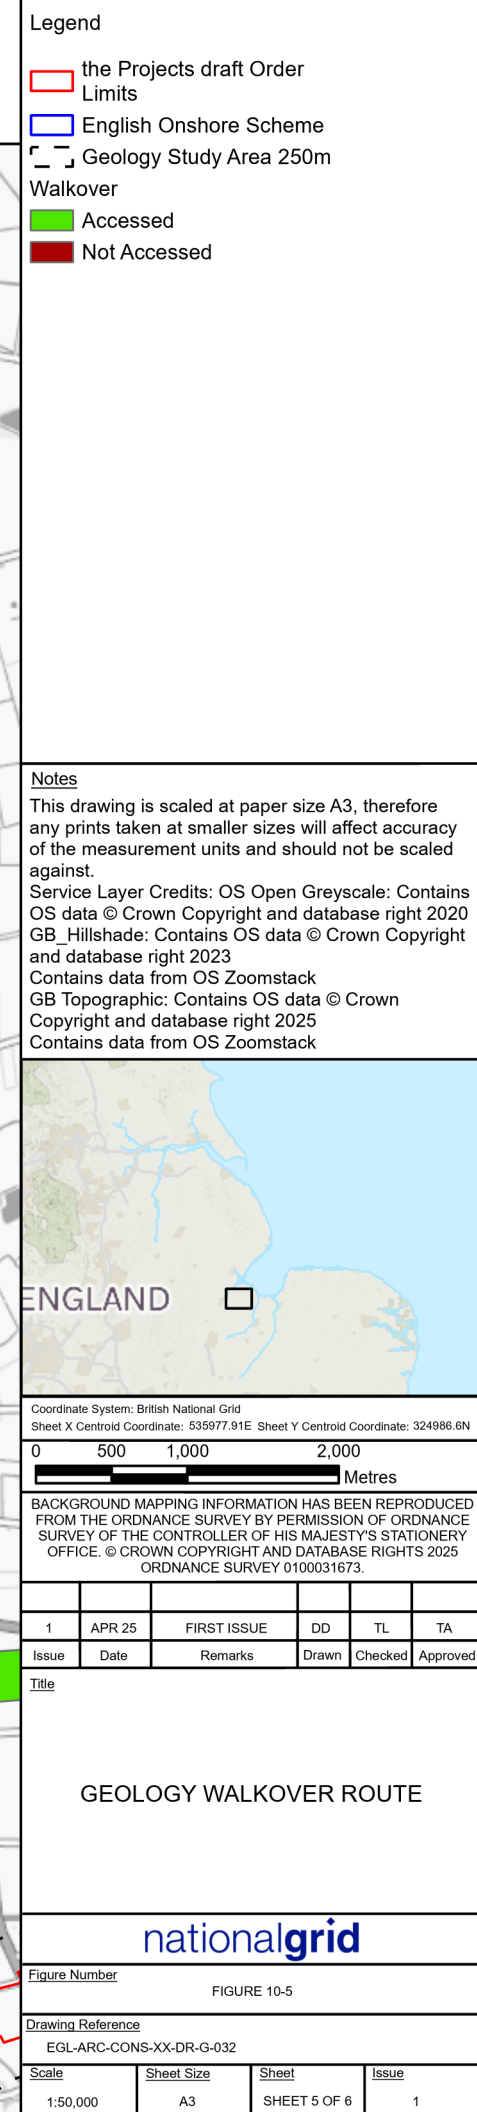 Legend
the Projects draft Order
Limits
English Onshore Scheme
Geology Study Area 250m
Walkover
Accessed
Not Accessed
Notes
This drawing is scaled at paper size A3, therefore
any prints taken at smaller sizes will affect accuracy
of the measurement units and should not be scaled
against.
Service Layer Credits: OS Open Greyscale: Contains
OS data © Crown Copyright and database right 2020
GB_Hillshade: Contains OS data © Crown Copyright
and database right 2023
Contains data from OS Zoomstack
GB Topographic: Contains OS data © Crown
Copyright and database right 2025
Contains data from OS Zoomstack
ENGLAND
Coordinate System: British National Grid
Sheet X Centroid Coordinate: 535977.91E Sheet Y Centroid Coordinate: 324986.6N
0 500 1,000 2,000
Metres
BACKGROUND MAPPING INFORMATION HAS BEEN REPRODUCED
FROM THE ORDNANCE SURVEY BY PERMISSION OF ORDNANCE
SURVEY OF THE CONTROLLER OF HIS MAJESTY'S STATIONERY
OFFICE. © CROWN COPYRIGHT AND DATABASE RIGHTS 2025
ORDNANCE SURVEY 0100031673.
1 APR 25 FIRST ISSUE DD TL TA
Issue Date Remarks Drawn Checked Approved
Title
GEOLOGY WALKOVER ROUTE
nationalgrid
Figure Number
FIGURE 10-5
Drawing Reference
EGL-ARC-CONS-XX-DR-G-032
Scale Sheet Size Sheet Issue
1:50,000 A3 SHEET 5 OF 6 1